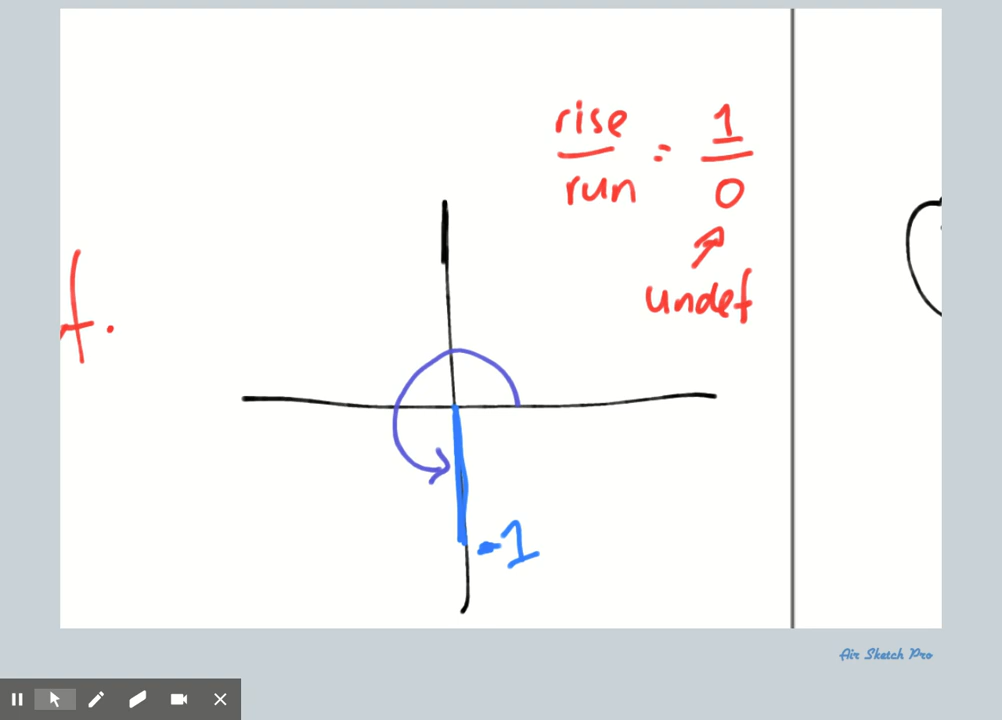 rise
run
=
1
0
undef
f.
-1
Air Sketch Pro